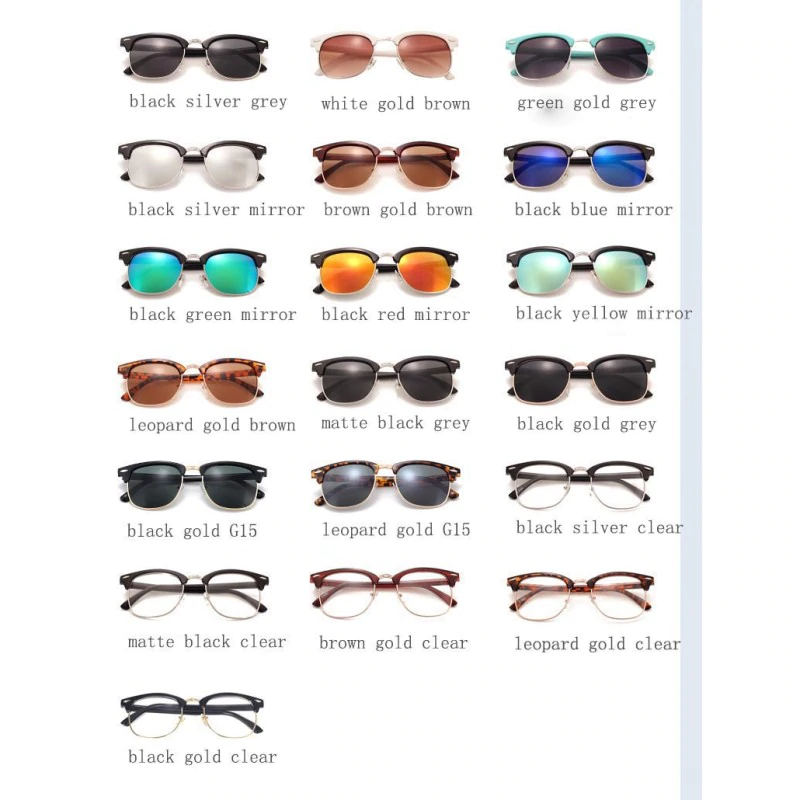 black silver grey
white gold brown
green gold grey
black silver mirror
brown gold brown
black blue mirror
black green mirror
black red mirror
black yellow mirror
leopard gold brown
matte black grey
black gold grey
black gold G15
leopard gold G15
black silver clear
matte black clear
brown gold clear
leopard gold clear
black gold clear